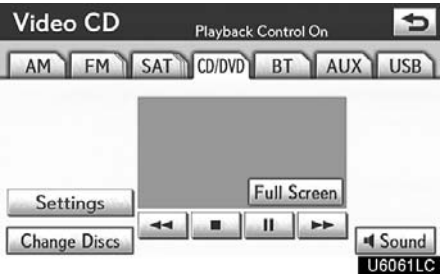 Video CD Playback Control On
AM FM SAT CD/DVD BT AUX USB
Full Screen
Settings
Change Discs
Sound
U6061LC